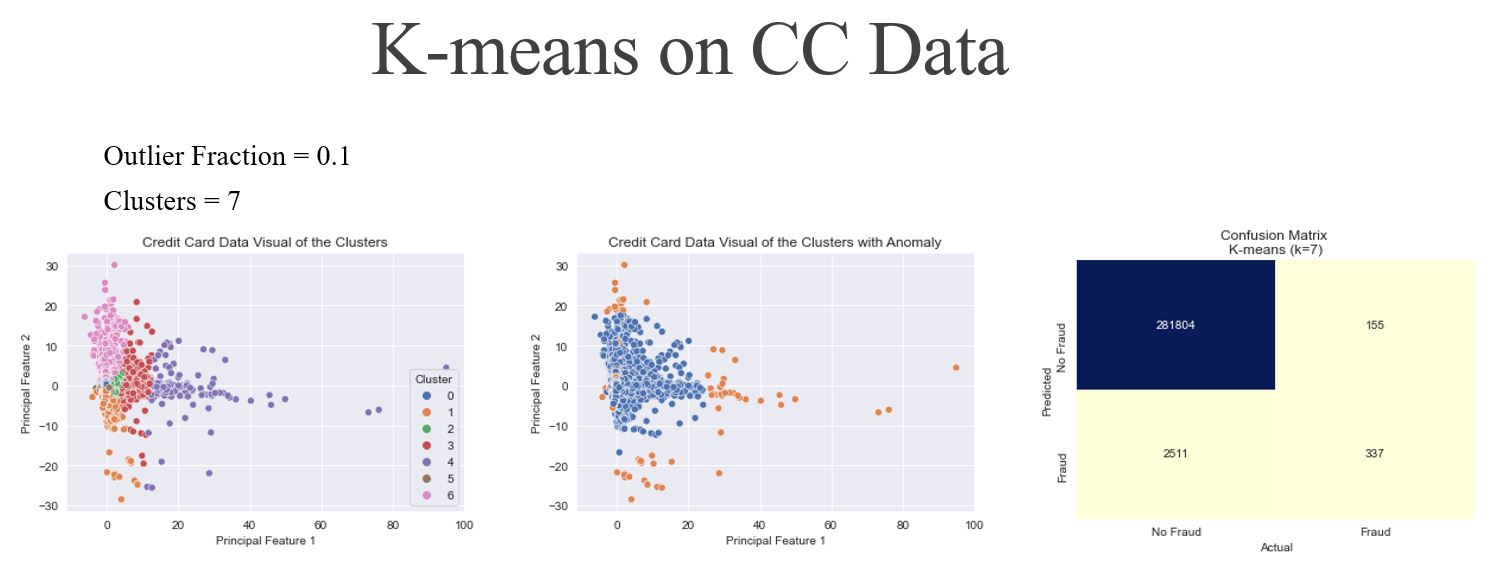 K-means on CC Data
Outlier Fraction = 0.1
Clusters = 7
Credit Card Data Visual of the Clusters
30
20
10
0
−10
−20
−30
Principal Feature 2
0
20
40
60
80
100
Principal Feature 1
Cluster
0
1
2
3
4
5
6
Credit Card Data Visual of the Clusters with Anomaly
30
20
10
0
−10
−20
−30
Principal Feature 2
0
20
40
60
80
100
Principal Feature 1
Confusion Matrix
K-means (k=7)
Predicted
No Fraud
Fraud
281804
155
2511
337
No Fraud
Fraud
Actual